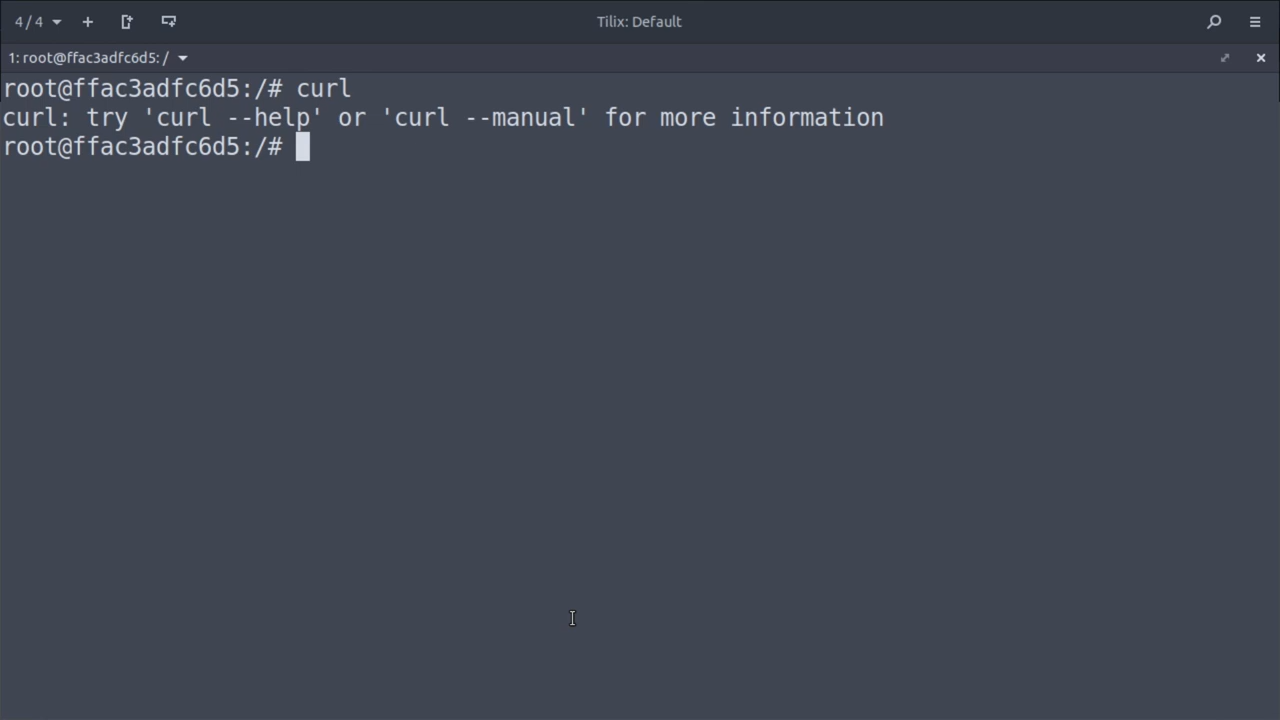 4 / 4
Tilix: Default
1: root@ffac3adfc6d5: /
root@ffac3adfc6d5:/# curl
curl: try 'curl --help' or 'curl --manual' for more information
root@ffac3adfc6d5:/#